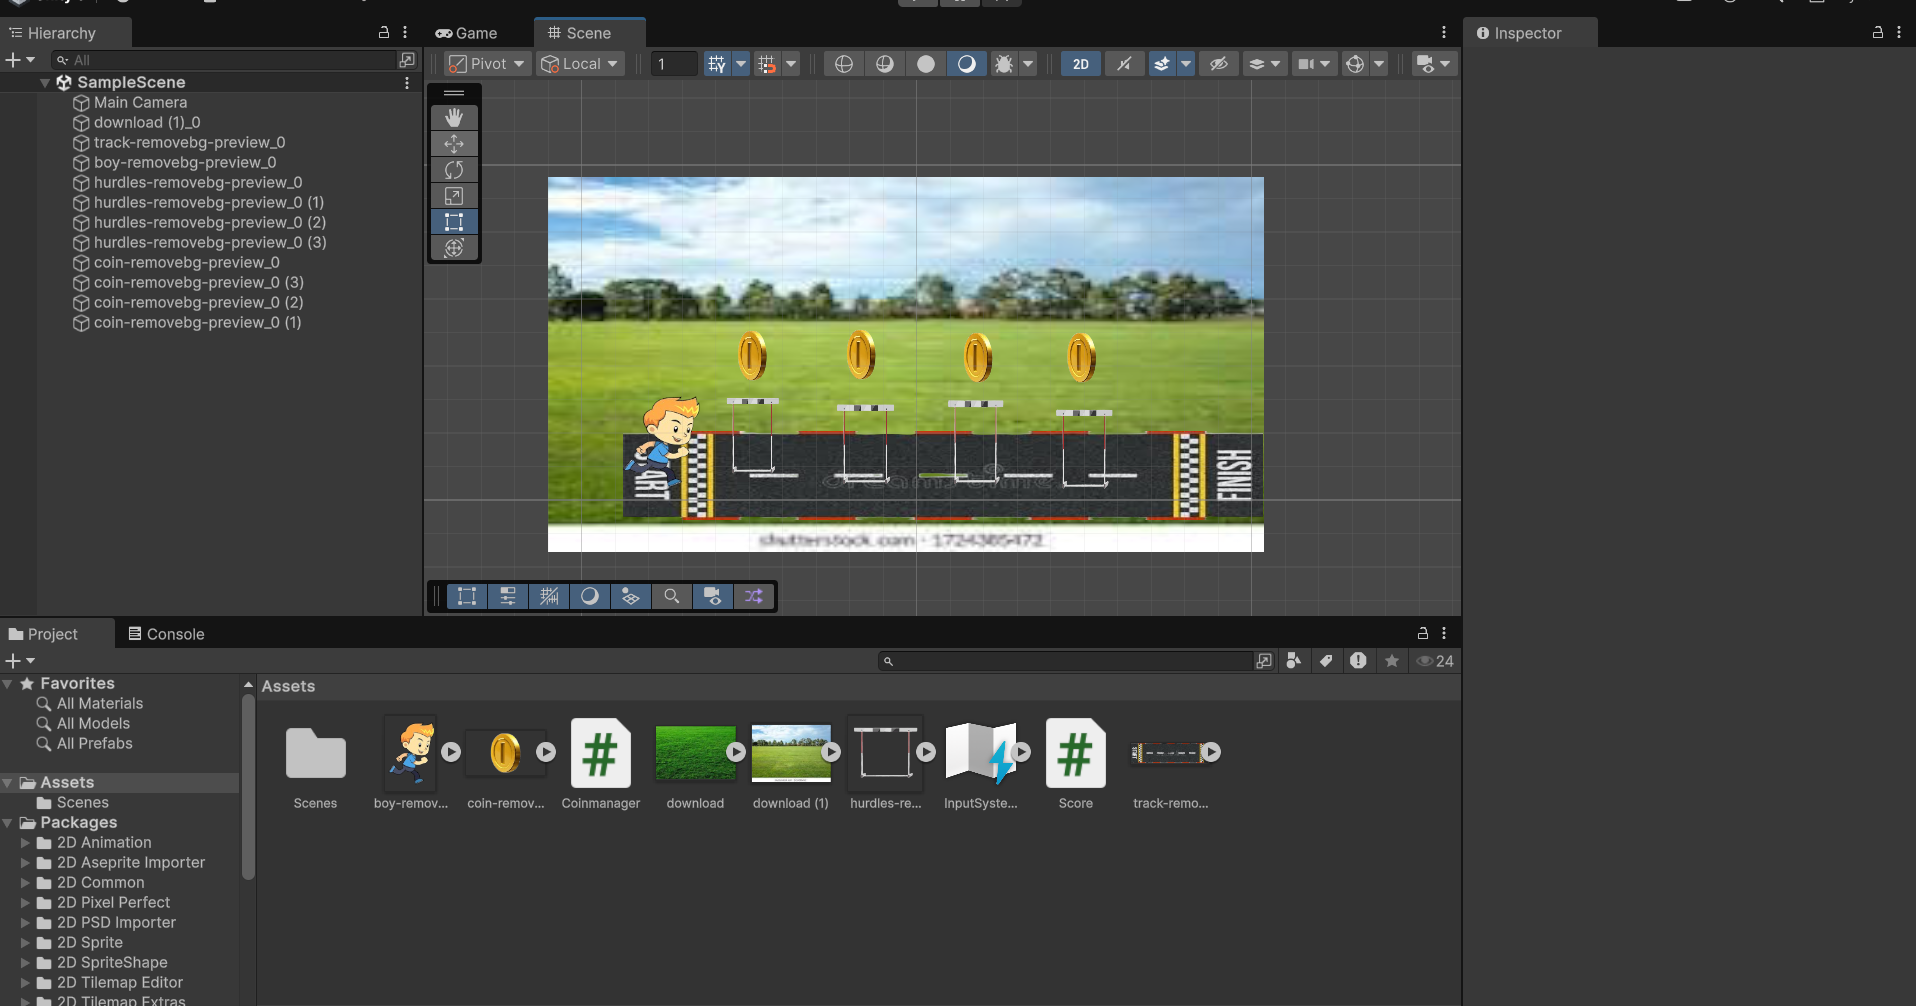 Hierarchy
All
SampleScene
Main Camera
download (1)_0
track-removebg-preview_0
boy-removebg-preview_0
hurdles-removebg-preview_0
hurdles-removebg-preview_0 (1)
hurdles-removebg-preview_0 (2)
hurdles-removebg-preview_0 (3)
coin-removebg-preview_0
coin-removebg-preview_0 (3)
coin-removebg-preview_0 (2)
coin-removebg-preview_0 (1)
Game
Scene
Pivot
Local
1
2D
FINISH
shutterstock.com · 1724385472
Inspector
Project
Console
24
Favorites
All Materials
All Models
All Prefabs
Assets
Scenes
Packages
2D Animation
2D Aseprite Importer
2D Common
2D Pixel Perfect
2D PSD Importer
2D Sprite
2D SpriteShape
2D Tilemap Editor
2D Tilemap Extras
Assets
Scenes
boy-remov...
coin-remov...
Coinmanager
download
download (1)
hurdles-re...
InputSyste...
Score
track-remo...